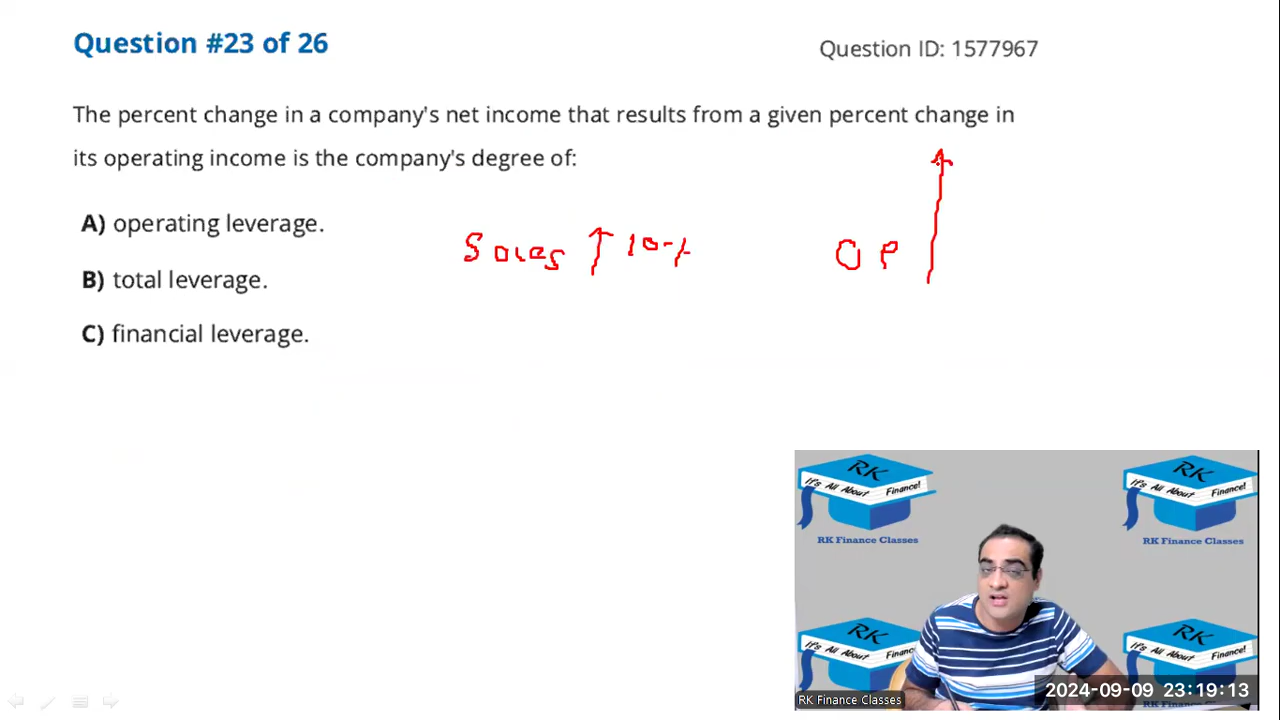 Question #23 of 26
Question ID: 1577967
The percent change in a company's net income that results from a given percent change in
its operating income is the company's degree of:
A) operating leverage.
B) total leverage.
C) financial leverage.
Sales ↑ 10%
OP ↑
RK
It's All About Finance!
RK Finance Classes
RK
It's All About Finance!
RK Finance Classes
RK
It's All About
RK
It's All About Finance!
RK Finance Classes
2024-09-09 23:19:13